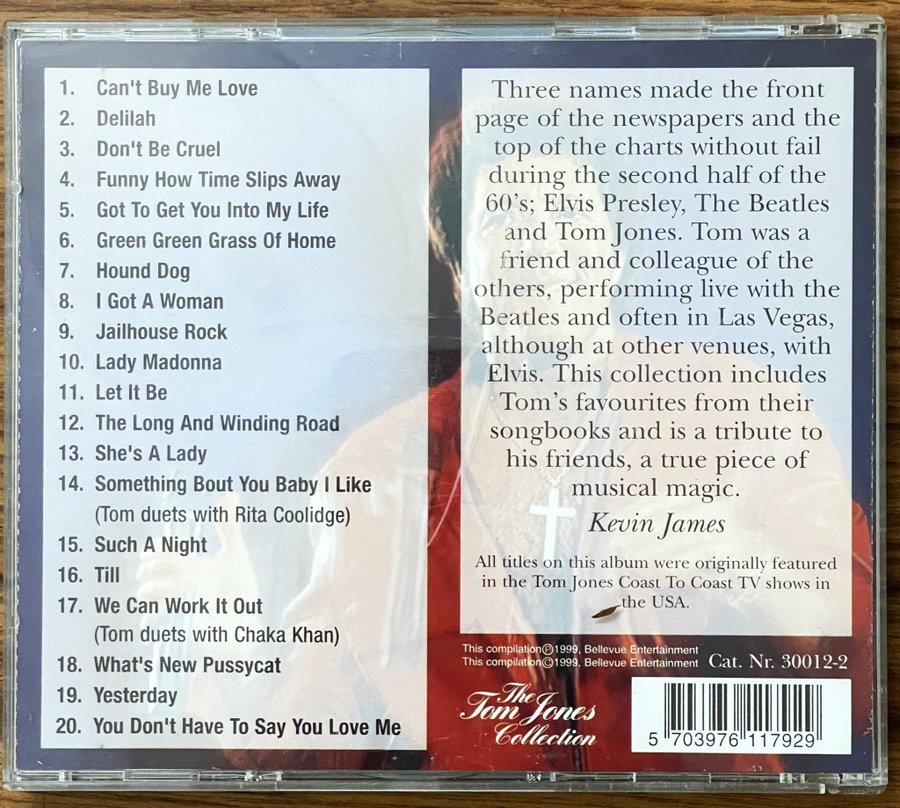 1. Can't Buy Me Love
2. Delilah
3. Don't Be Cruel
4. Funny How Time Slips Away
5. Got To Get You Into My Life
6. Green Green Grass Of Home
7. Hound Dog
8. I Got A Woman
9. Jailhouse Rock
10. Lady Madonna
11. Let It Be
12. The Long And Winding Road
13. She's A Lady
14. Something Bout You Baby I Like
(Tom duets with Rita Coolidge)
15. Such A Night
16. Till
17. We Can Work It Out
(Tom duets with Chaka Khan)
18. What's New Pussycat
19. Yesterday
20. You Don't Have To Say You Love Me
Three names made the front
page of the newspapers and the
top of the charts without fail
during the second half of the
60's; Elvis Presley, The Beatles
and Tom Jones. Tom was a
friend and colleague of the
others, performing live with the
Beatles and often in Las Vegas,
although at other venues, with
Elvis. This collection includes
Tom's favourites from their
songbooks and is a tribute to
his friends, a true piece of
musical magic.
Kevin James
All titles on this album were originally featured
in the Tom Jones Coast To Coast TV shows in
the USA.
This compilation℗1999, Bellevue Entertainment
This compilation©1999, Bellevue Entertainment
Cat. Nr. 30012-2
The
Tom Jones
Collection
5 703976 117929